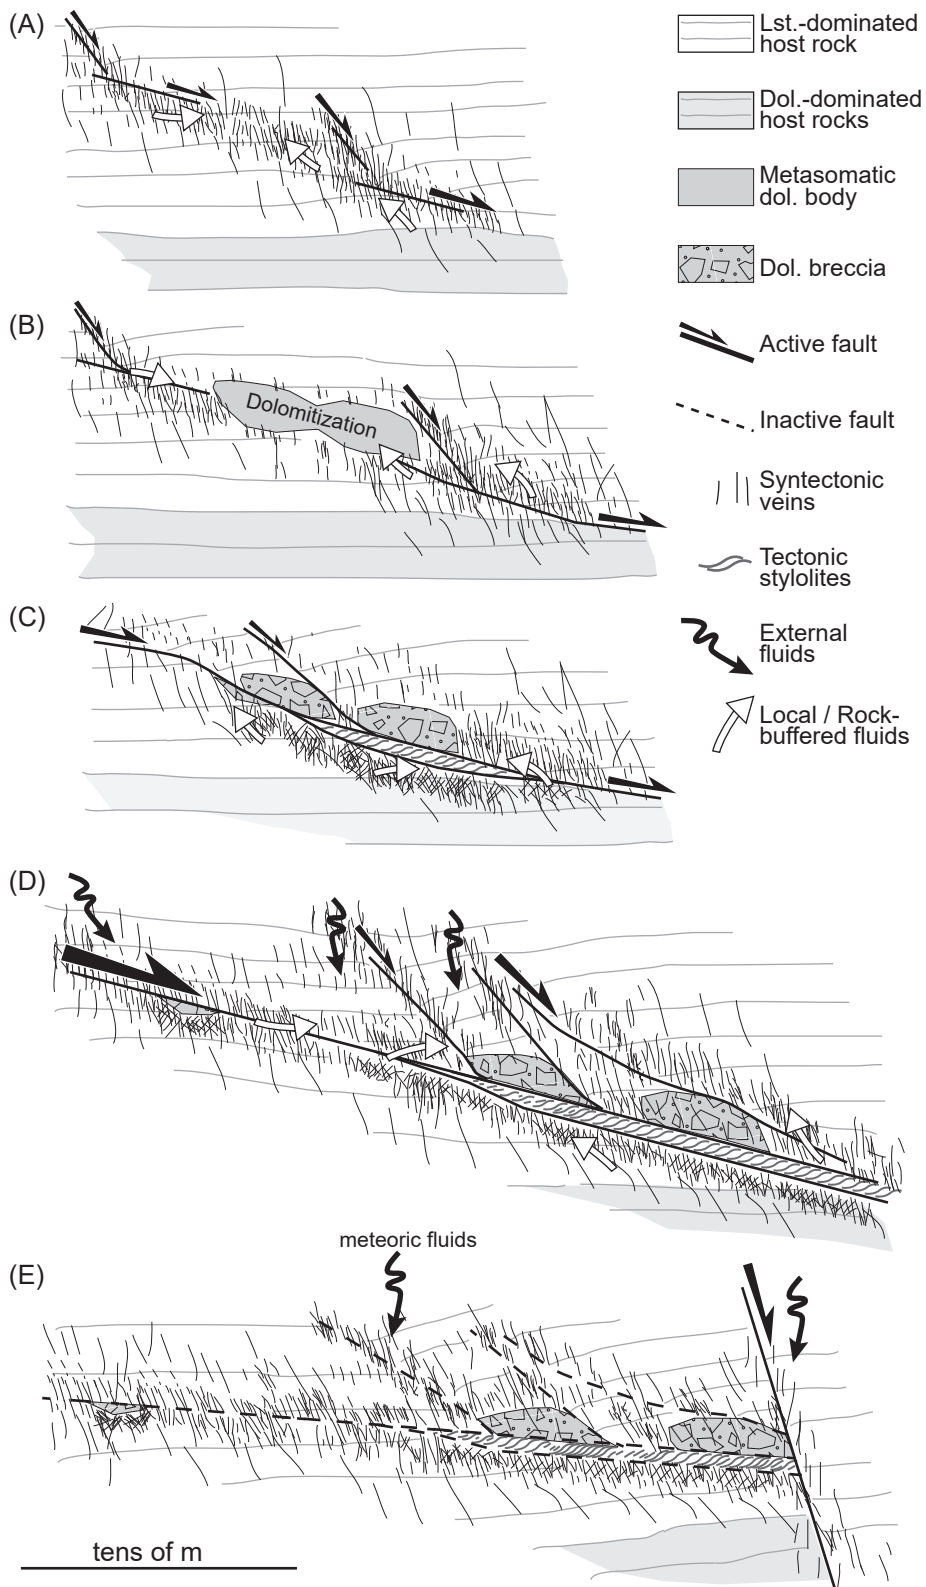 (A)
Lst.-dominated
host rock
Dol.-dominated
host rocks
Metasomatic
dol. body
Dol. breccia
(B)
Dolomitization
Active fault
Inactive fault
Syntectonic
veins
Tectonic
stylolites
(C)
External
fluids
Local / Rock-
buffered fluids
(D)
meteoric fluids
(E)
tens of m